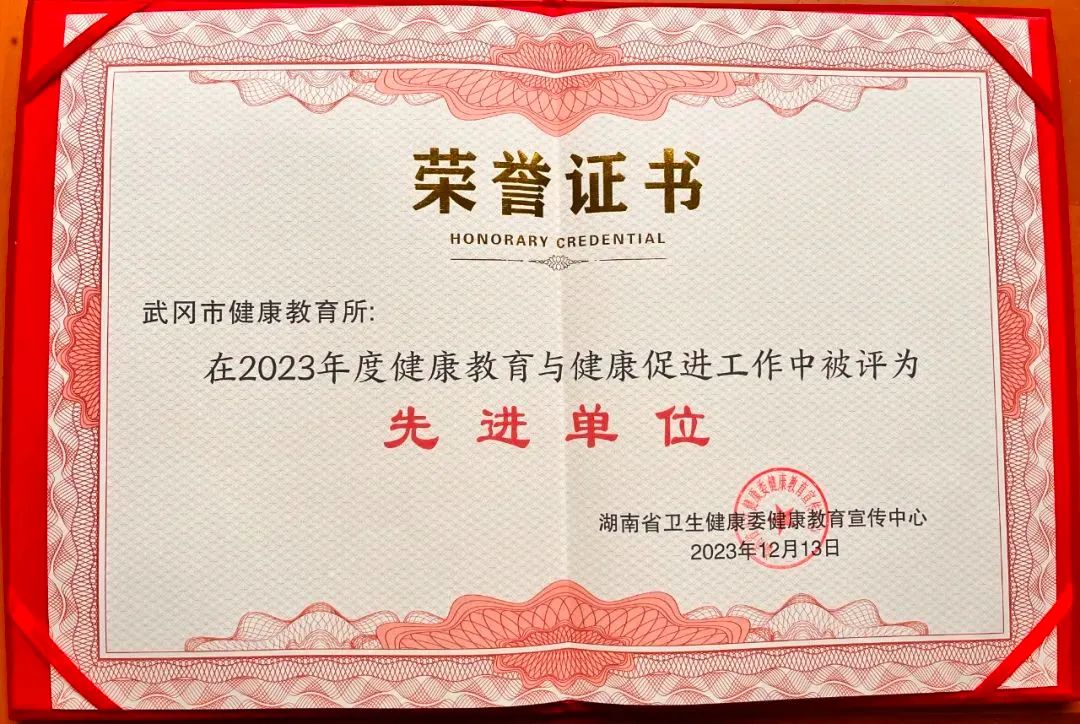 荣誉证书
HONORARY CREDENTIAL
武冈市健康教育所:
在2023年度健康教育与健康促进工作中被评为
先进单位
湖南省卫生健康委健康教育宣传中心
2023年12月13日